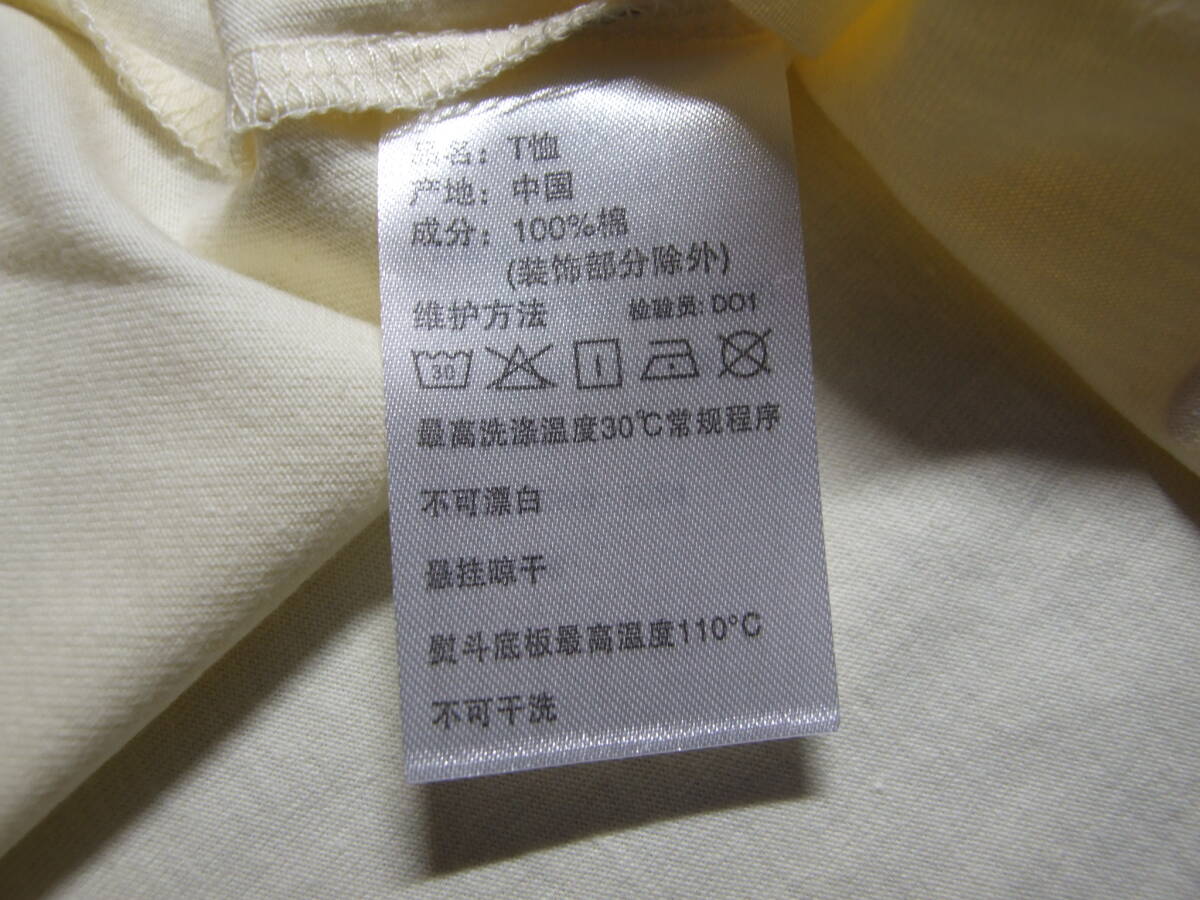 品名：T恤
产地：中国
成分：100%棉
(装饰部分除外)
维护方法 检验员: D01
30
最高洗涤温度30℃常规程序
不可漂白
悬挂晾干
熨斗底板最高温度110°C
不可干洗